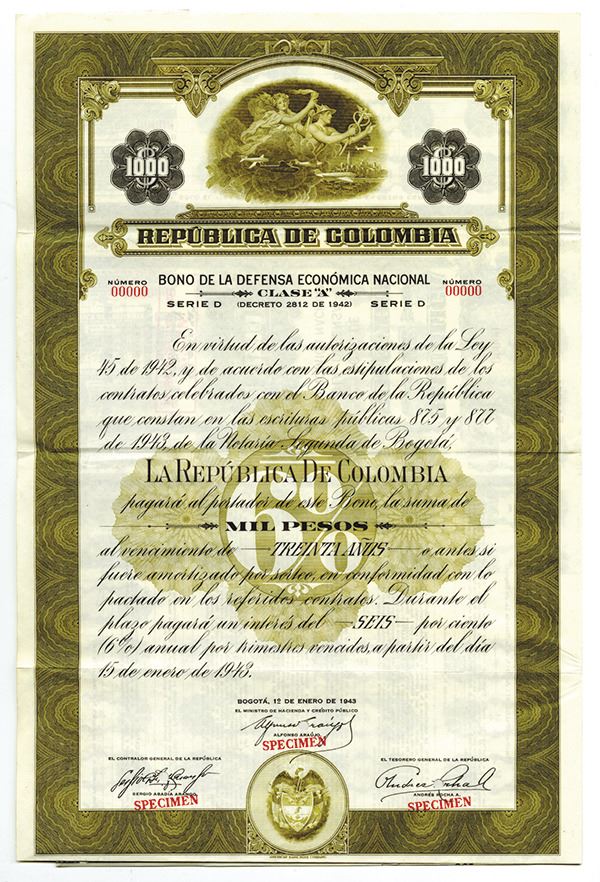 1000 1000
REPÚBLICA DE COLOMBIA
NÚMERO BONO DE LA DEFENSA ECONÓMICA NACIONAL NÚMERO
00000 CLASE "A" 00000
SERIE D (DECRETO 2812 DE 1942) SERIE D
En virtud de las autorizaciones de la Ley
45 de 1942, y de acuerdo con las estipulaciones de los
contratos celebrados con el Banco de la República
que constan en las escrituras públicas 875 y 877
de 1943, de la Notaría Segunda de Bogotá,
LA REPÚBLICA DE COLOMBIA
pagará al portador de este Bono, la suma de
MIL PESOS
6%
al vencimiento de TREINTA AÑOS o antes si
fuere amortizado por sorteo, en conformidad con lo
pactado en los referidos contratos. Durante el
plazo pagará un interés del SEIS por ciento
(6%) anual por trimestres vencidos, a partir del día
15 de enero de 1943.
BOGOTÁ, 12 DE ENERO DE 1943
EL MINISTRO DE HACIENDA Y CRÉDITO PÚBLICO
ALFONSO ARAÚJO
SPECIMEN
EL CONTRALOR GENERAL DE LA REPÚBLICA EL TESORERO GENERAL DE LA REPÚBLICA
SERGIO ABADÍA ARANGO ANDRÉS ROCHA A.
SPECIMEN SPECIMEN
AMERICAN BANK NOTE COMPANY